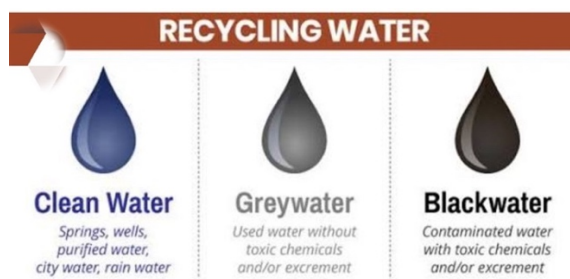 RECYCLING WATER
Clean Water
Springs, wells,
purified water,
city water, rain water
Greywater
Used water without
toxic chemicals
and/or excrement
Blackwater
Contaminated water
with toxic chemicals
and/or excrement